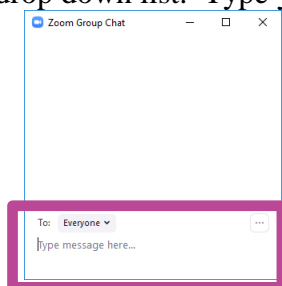 drop down list. Type y
Zoom Group Chat
To: Everyone
Type message here...